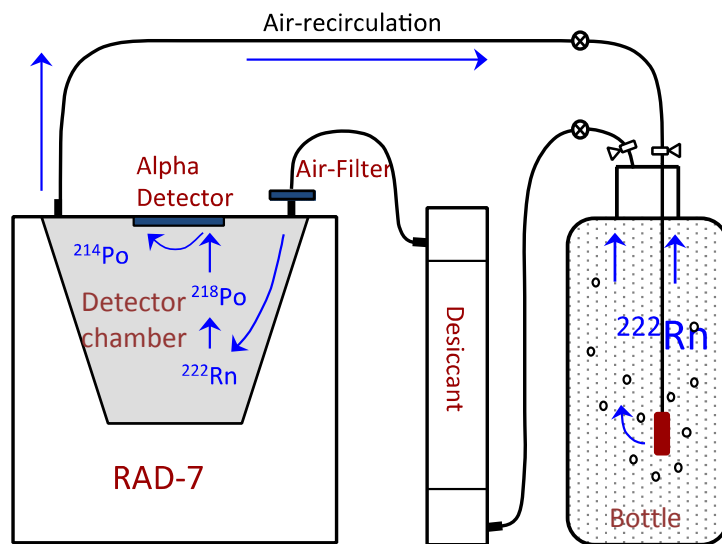 Air-recirculation
Alpha
Detector
Air-Filter
²¹⁴Po
²¹⁸Po
Detector
chamber
²²²Rn
RAD-7
Desiccant
²²²Rn
Bottle